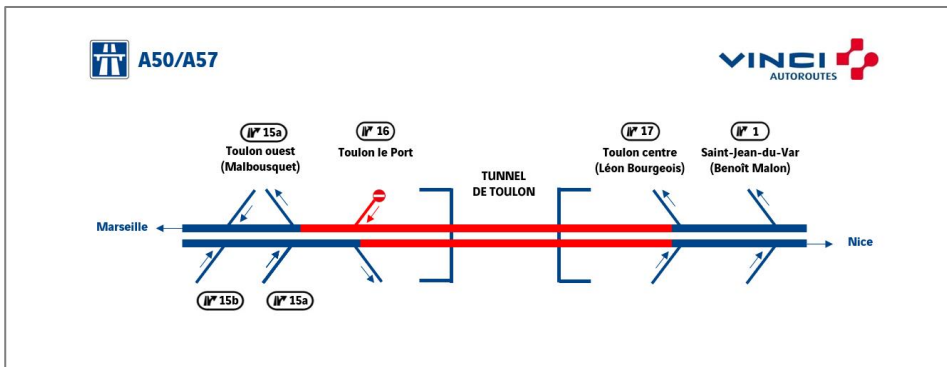 A50/A57
VINCI
AUTOROUTES
15a
Toulon ouest
(Malbousquet)
16
Toulon le Port
TUNNEL
DE TOULON
17
Toulon centre
(Léon Bourgeois)
1
Saint-Jean-du-Var
(Benoît Malon)
Marseille
Nice
15b
15a